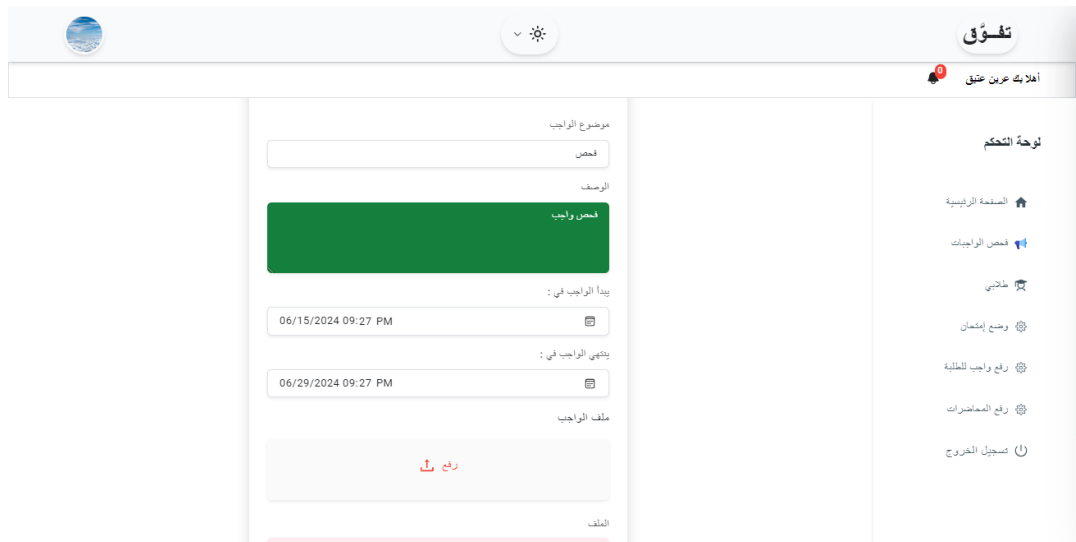 تفــوَّق
أهلا بك عرين عتيق
0
لوحة التحكم
الصفحة الرئيسية
فحص الواجبات
طلابي
وضع إمتحان
رفع واجب للطلبة
رفع المحاضرات
تسجيل الخروج
موضوع الواجب
فحص
الوصف
فحص واجب
يبدأ الواجب في :
06/15/2024 09:27 PM
ينتهي الواجب في :
06/29/2024 09:27 PM
ملف الواجب
رفع
الملف